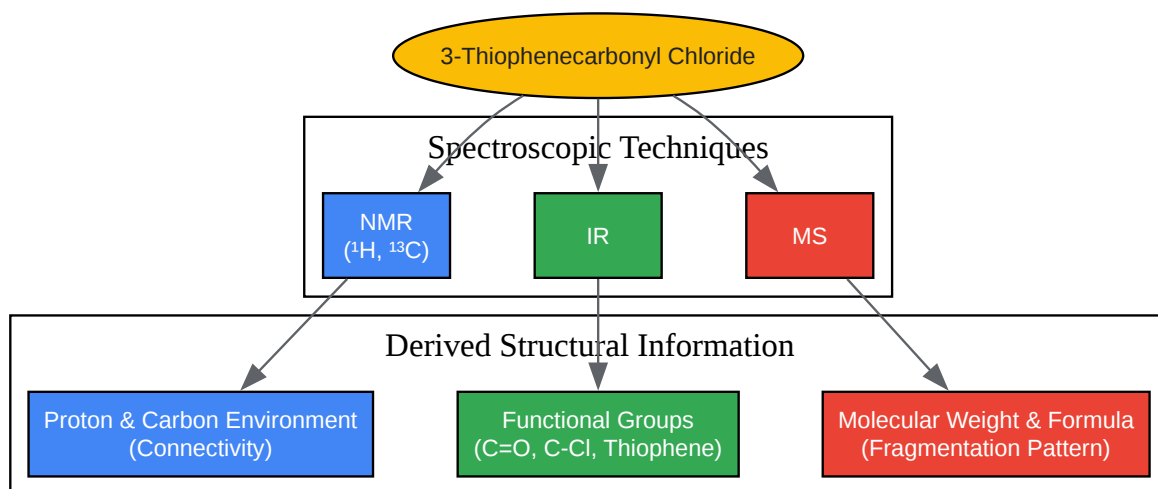 3-Thiophenecarbonyl Chloride
Spectroscopic Techniques
NMR
(¹H, ¹³C)
IR
MS
Derived Structural Information
Proton & Carbon Environment
(Connectivity)
Functional Groups
(C=O, C-Cl, Thiophene)
Molecular Weight & Formula
(Fragmentation Pattern)